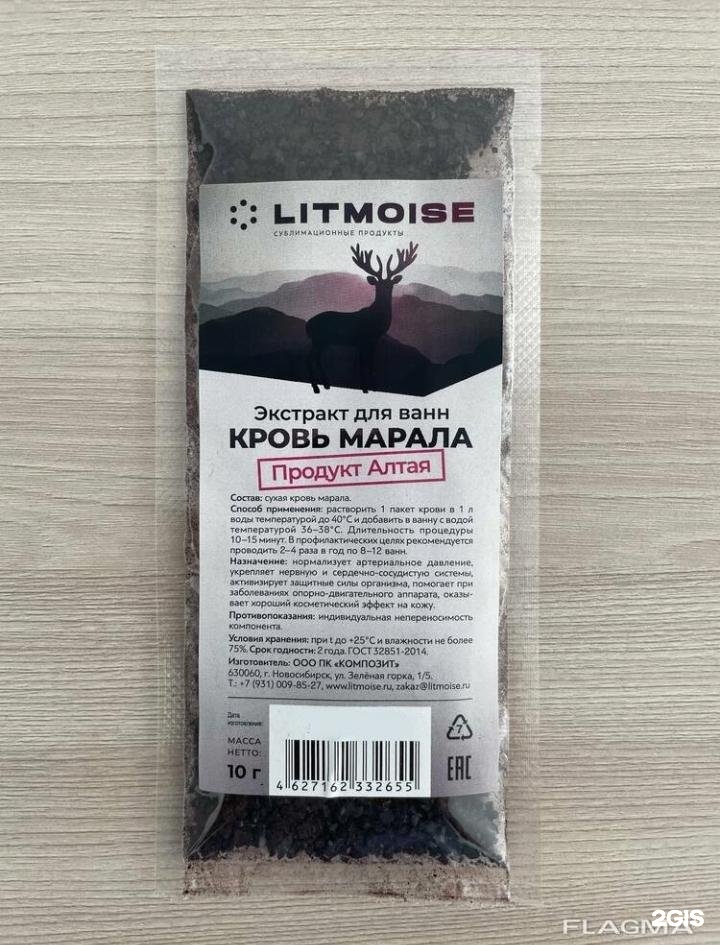 LITMOISE
СУБЛИМАЦИОННЫЕ ПРОДУКТЫ
Экстракт для ванн
КРОВЬ МАРАЛА
Продукт Алтая
Состав: сухая кровь марала.
Способ применения: растворить 1 пакет крови в 1 л
воды температурой до 40°С и добавить в ванну с водой
температурой 36–38°С. Длительность процедуры
10–15 минут. В профилактических целях рекомендуется
проводить 2–4 раза в год по 8–12 ванн.
Назначение: нормализует артериальное давление,
укрепляет нервную и сердечно-сосудистую системы,
активизирует защитные силы организма, помогает при
заболеваниях опорно-двигательного аппарата, оказы-
вает хороший косметический эффект на кожу.
Противопоказания: индивидуальная непереносимость
компонента.
Условия хранения: при t до +25°С и влажности не более
75%. Срок годности: 2 года. ГОСТ 32851-2014.
Изготовитель: ООО ПК «КОМПОЗИТ»
630060, г. Новосибирск, ул. Зелёная горка, 1/5.
Т.: +7 (931) 009-85-27, www.litmoise.ru, zakaz@litmoise.ru
Дата
изготовления:
МАССА
НЕТТО:
10 г
4 627162 332655
7
EAC
FLAGMA
2GIS